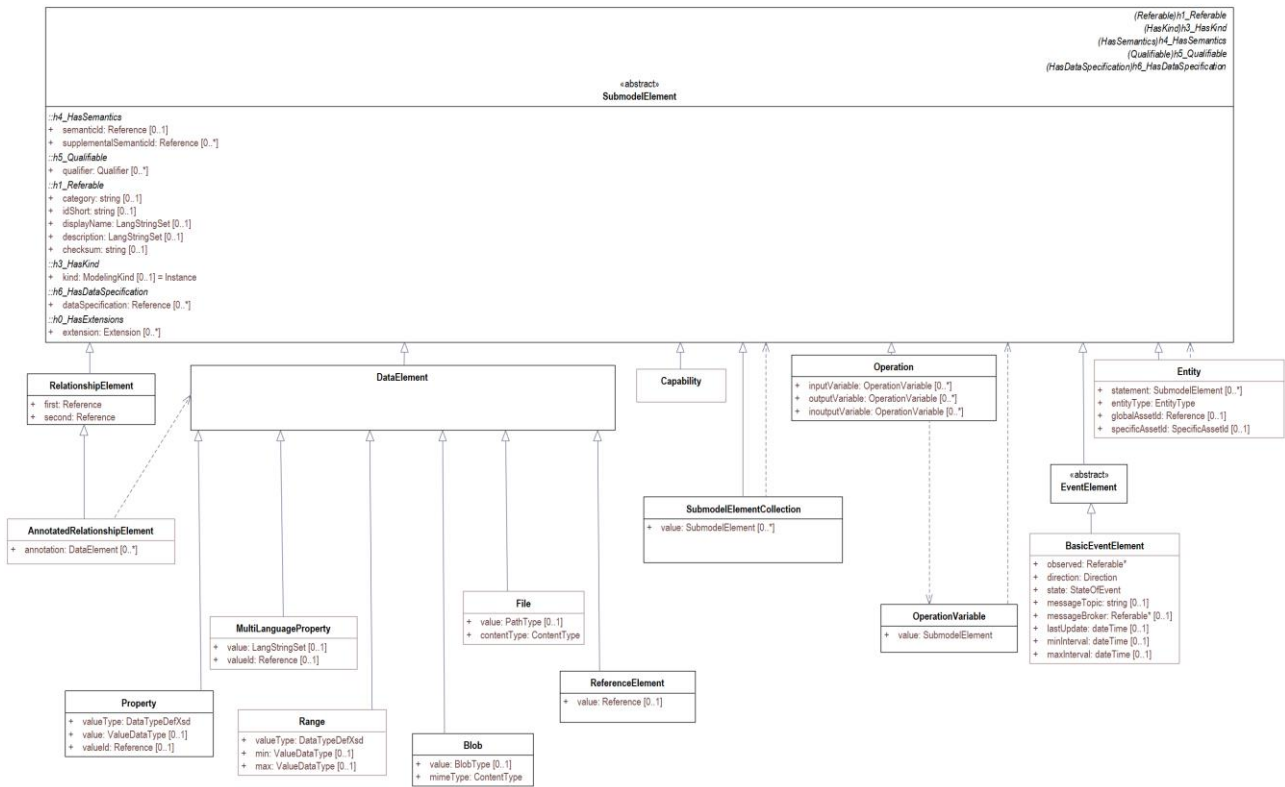 (Referable)h1_Referable
(HasKind)h3_HasKind
(HasSemantics)h4_HasSemantics
(Qualifiable)h5_Qualifiable
(HasDataSpecification)h6_HasDataSpecification
«abstract»
SubmodelElement
::h4_HasSemantics
+ semanticId: Reference [0..1]
+ supplementalSemanticId: Reference [0..*]
::h5_Qualifiable
+ qualifier: Qualifier [0..*]
::h1_Referable
+ category: string [0..1]
+ idShort: string [0..1]
+ displayName: LangStringSet [0..1]
+ description: LangStringSet [0..1]
+ checksum: string [0..1]
::h3_HasKind
+ kind: ModelingKind [0..1] = Instance
::h6_HasDataSpecification
+ dataSpecification: Reference [0..*]
::h0_HasExtensions
+ extension: Extension [0..*]
RelationshipElement
+ first: Reference
+ second: Reference
DataElement
Capability
Operation
+ inputVariable: OperationVariable [0..*]
+ outputVariable: OperationVariable [0..*]
+ inoutputVariable: OperationVariable [0..*]
Entity
+ statement: SubmodelElement [0..*]
+ entityType: EntityType
+ globalAssetId: Reference [0..1]
+ specificAssetId: SpecificAssetId [0..1]
«abstract»
EventElement
AnnotatedRelationshipElement
+ annotation: DataElement [0..*]
SubmodelElementCollection
+ value: SubmodelElement [0..*]
BasicEventElement
+ observed: Referable*
+ direction: Direction
+ state: StateOfEvent
+ messageTopic: string [0..1]
+ messageBroker: Referable* [0..1]
+ lastUpdate: dateTime [0..1]
+ minInterval: dateTime [0..1]
+ maxInterval: dateTime [0..1]
File
+ value: PathType [0..1]
+ contentType: ContentType
OperationVariable
+ value: SubmodelElement
MultiLanguageProperty
+ value: LangStringSet [0..1]
+ valueId: Reference [0..1]
ReferenceElement
+ value: Reference [0..1]
Property
+ valueType: DataTypeDefXsd
+ value: ValueDataType [0..1]
+ valueId: Reference [0..1]
Range
+ valueType: DataTypeDefXsd
+ min: ValueDataType [0..1]
+ max: ValueDataType [0..1]
Blob
+ value: BlobType [0..1]
+ mimeType: ContentType